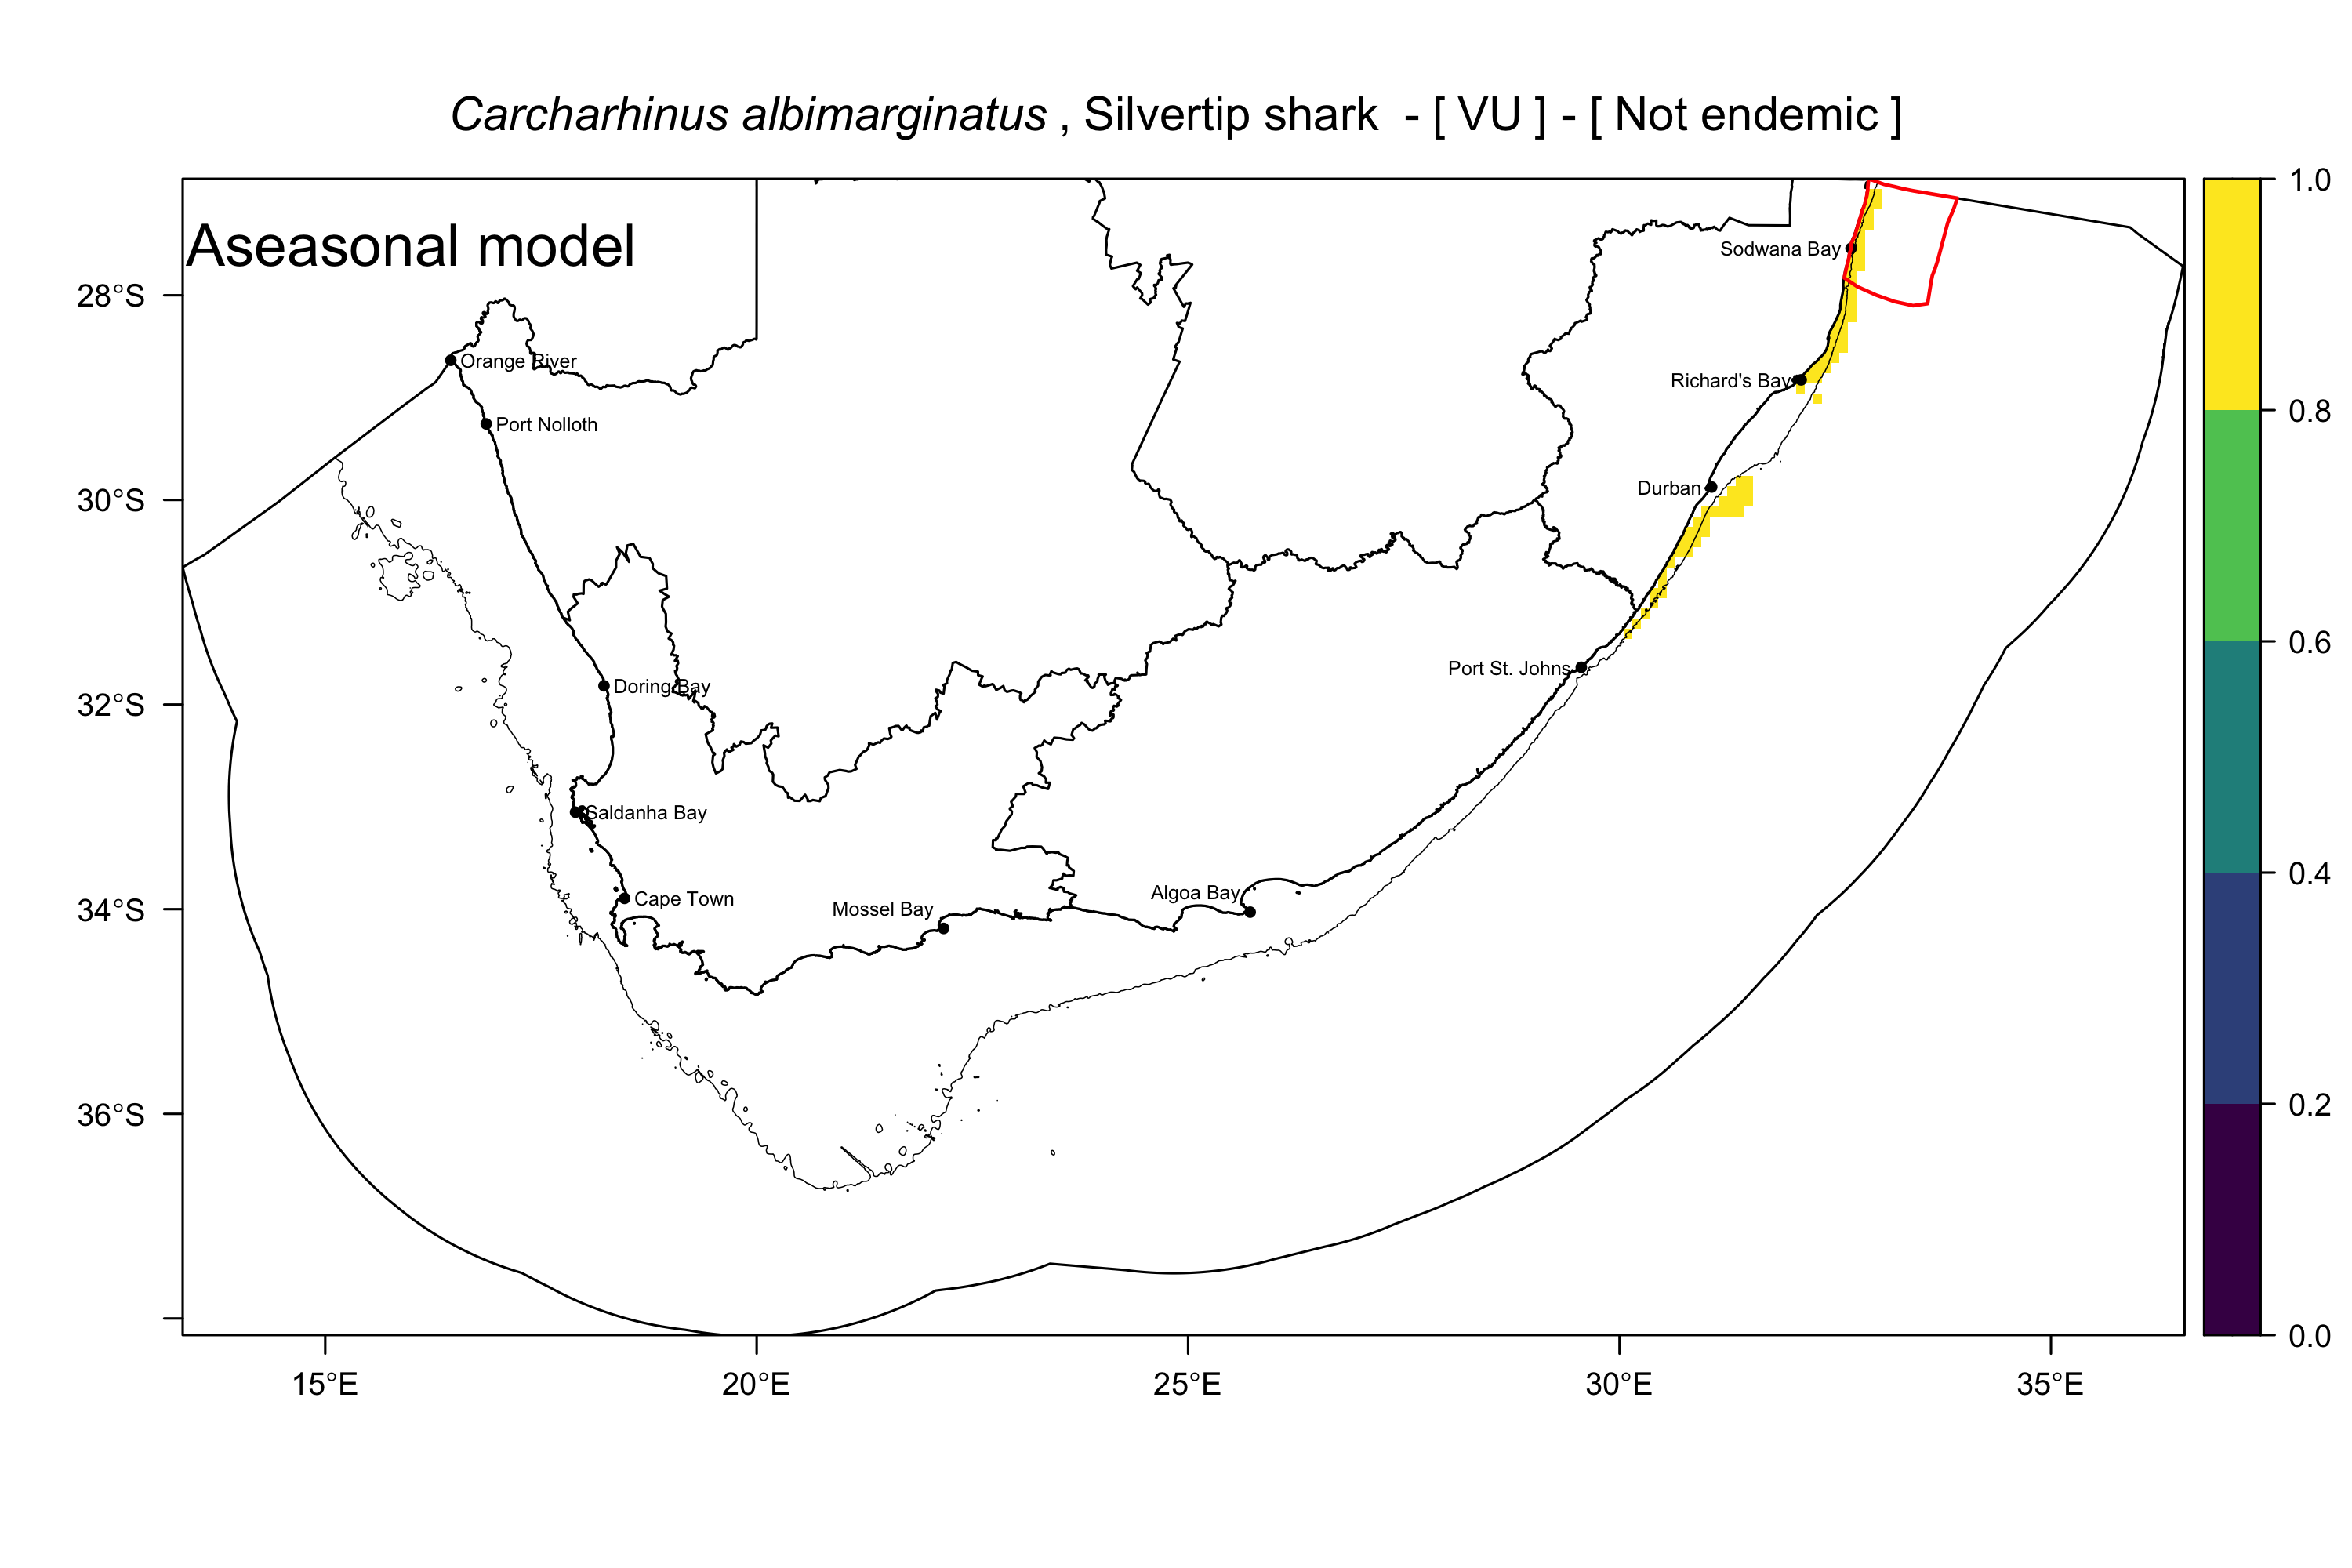 Carcharhinus albimarginatus , Silvertip shark - [ VU ] - [ Not endemic ]
Aseasonal model
28°S
30°S
32°S
34°S
36°S
15°E
20°E
25°E
30°E
35°E
Orange River
Port Nolloth
Doring Bay
Saldanha Bay
Cape Town
Mossel Bay
Algoa Bay
Port St. Johns
Durban
Richard's Bay
Sodwana Bay
1.0
0.8
0.6
0.4
0.2
0.0